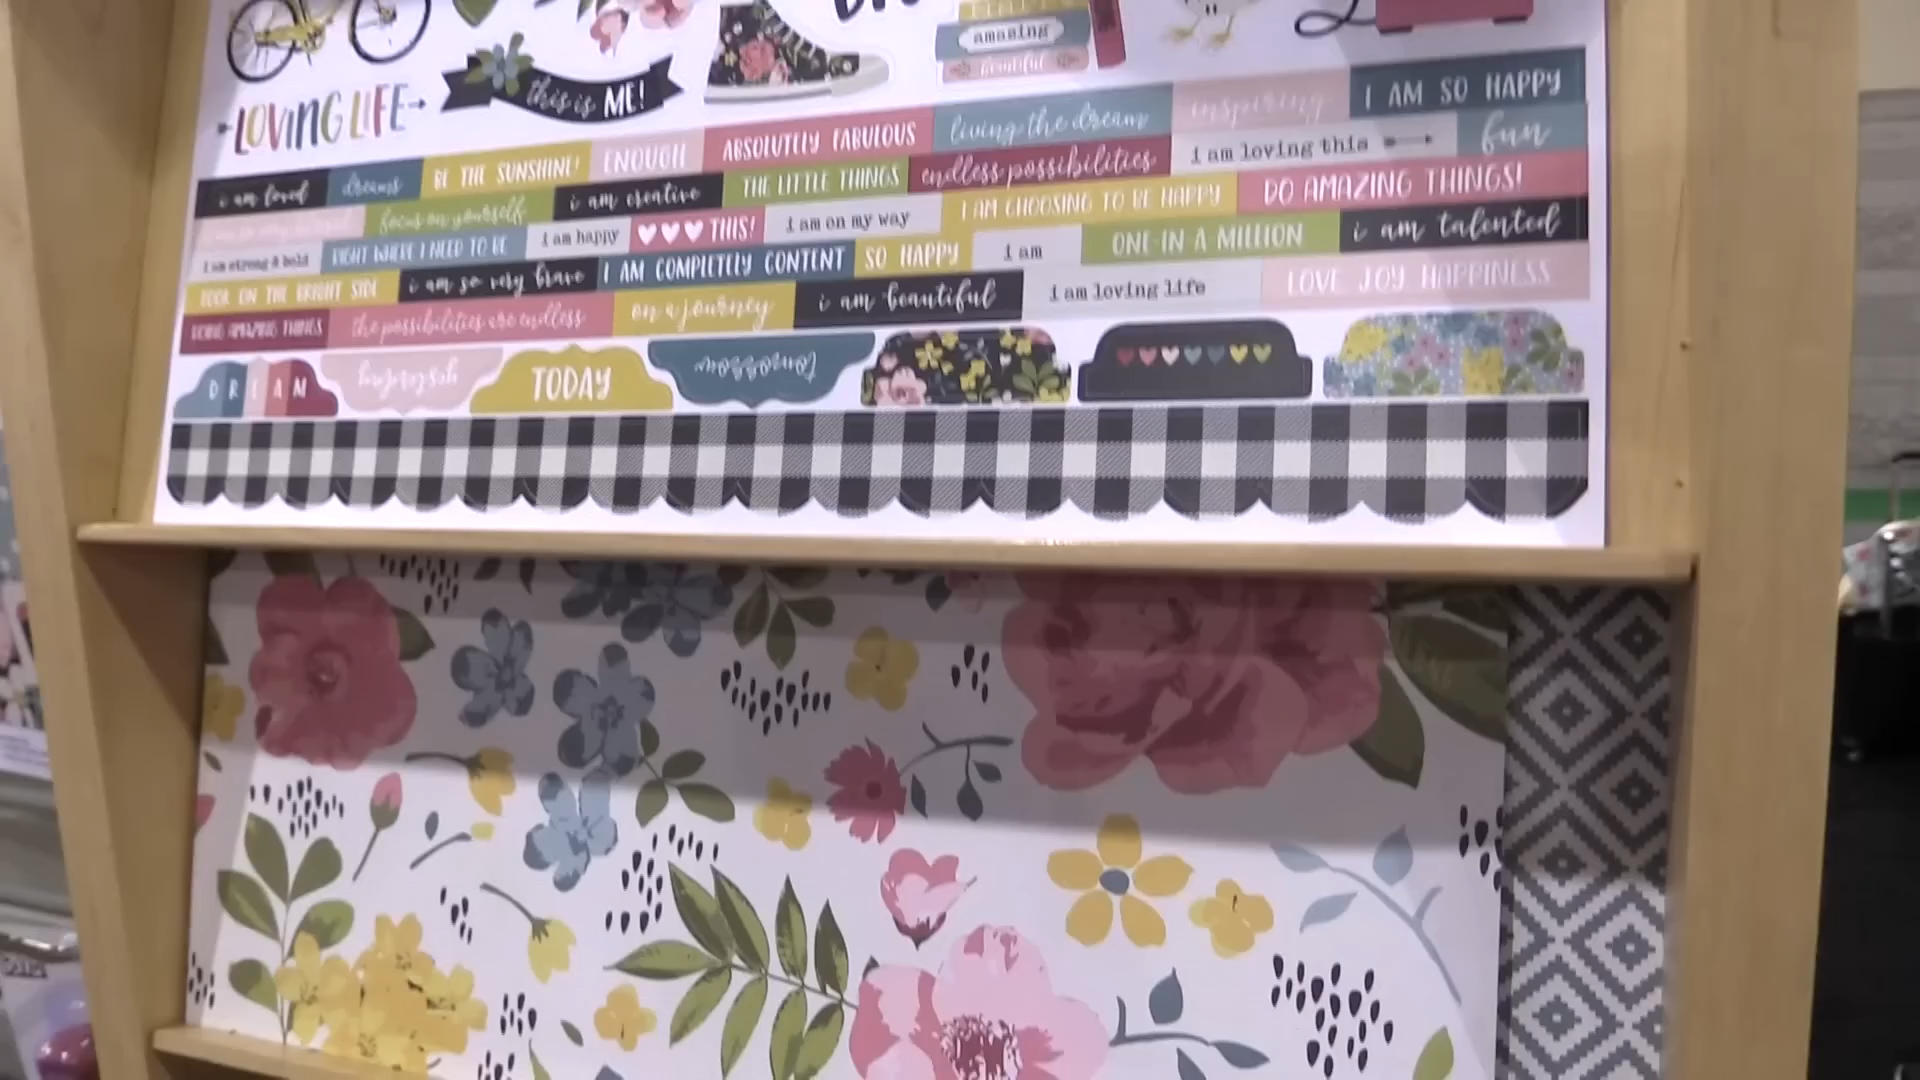 amazing
beautiful
LOVING LIFE
this is ME!
I AM SO HAPPY
inspiring
living the dream
ABSOLUTELY FABULOUS
ENOUGH
BE THE SUNSHINE!
dreams
i am loved
fun
i am loving this
endless possibilities
THE LITTLE THINGS
i am creative
focus on yourself
DO AMAZING THINGS!
I AM CHOOSING TO BE HAPPY
i am on my way
THIS!
i am happy
RIGHT WHERE I NEED TO BE
i am strong & bold
i am talented
ONE IN A MILLION
i am
SO HAPPY
I AM COMPLETELY CONTENT
i am so very brave
LOOK ON THE BRIGHT SIDE
LOVE JOY HAPPINESS
i am loving life
i am beautiful
on a journey
the possibilities are endless
DOING AMAZING THINGS
DREAM
yesterday
TODAY
Tomorrow